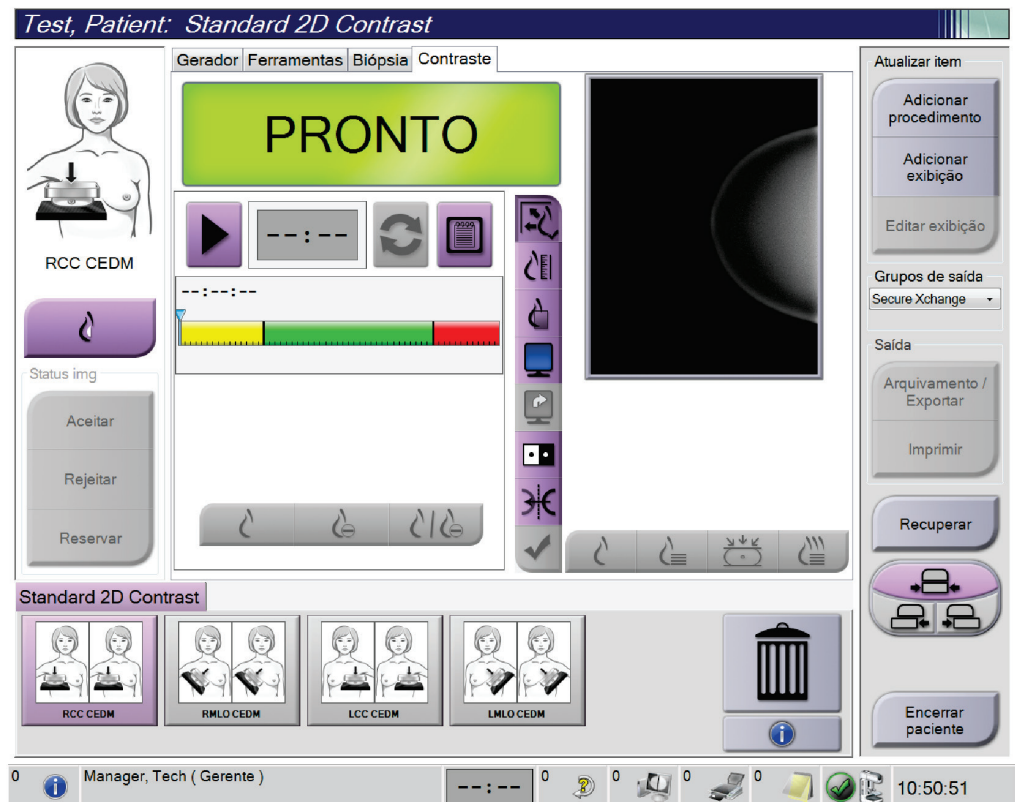 Test, Patient:  Standard 2D Contrast
Gerador Ferramentas Biópsia Contraste
PRONTO
RCC CEDM
--:--
--:--:--
Status img
Aceitar
Rejeitar
Reservar
Atualizar item
Adicionar
procedimento
Adicionar
exibição
Editar exibição
Grupos de saída
Secure Xchange
Saída
Arquivamento /
Exportar
Imprimir
Recuperar
Encerrar
paciente
Standard 2D Contrast
RCC CEDM
RMLO CEDM
LCC CEDM
LMLO CEDM
0 Manager, Tech ( Gerente ) --:-- 0 0 0 0 10:50:51